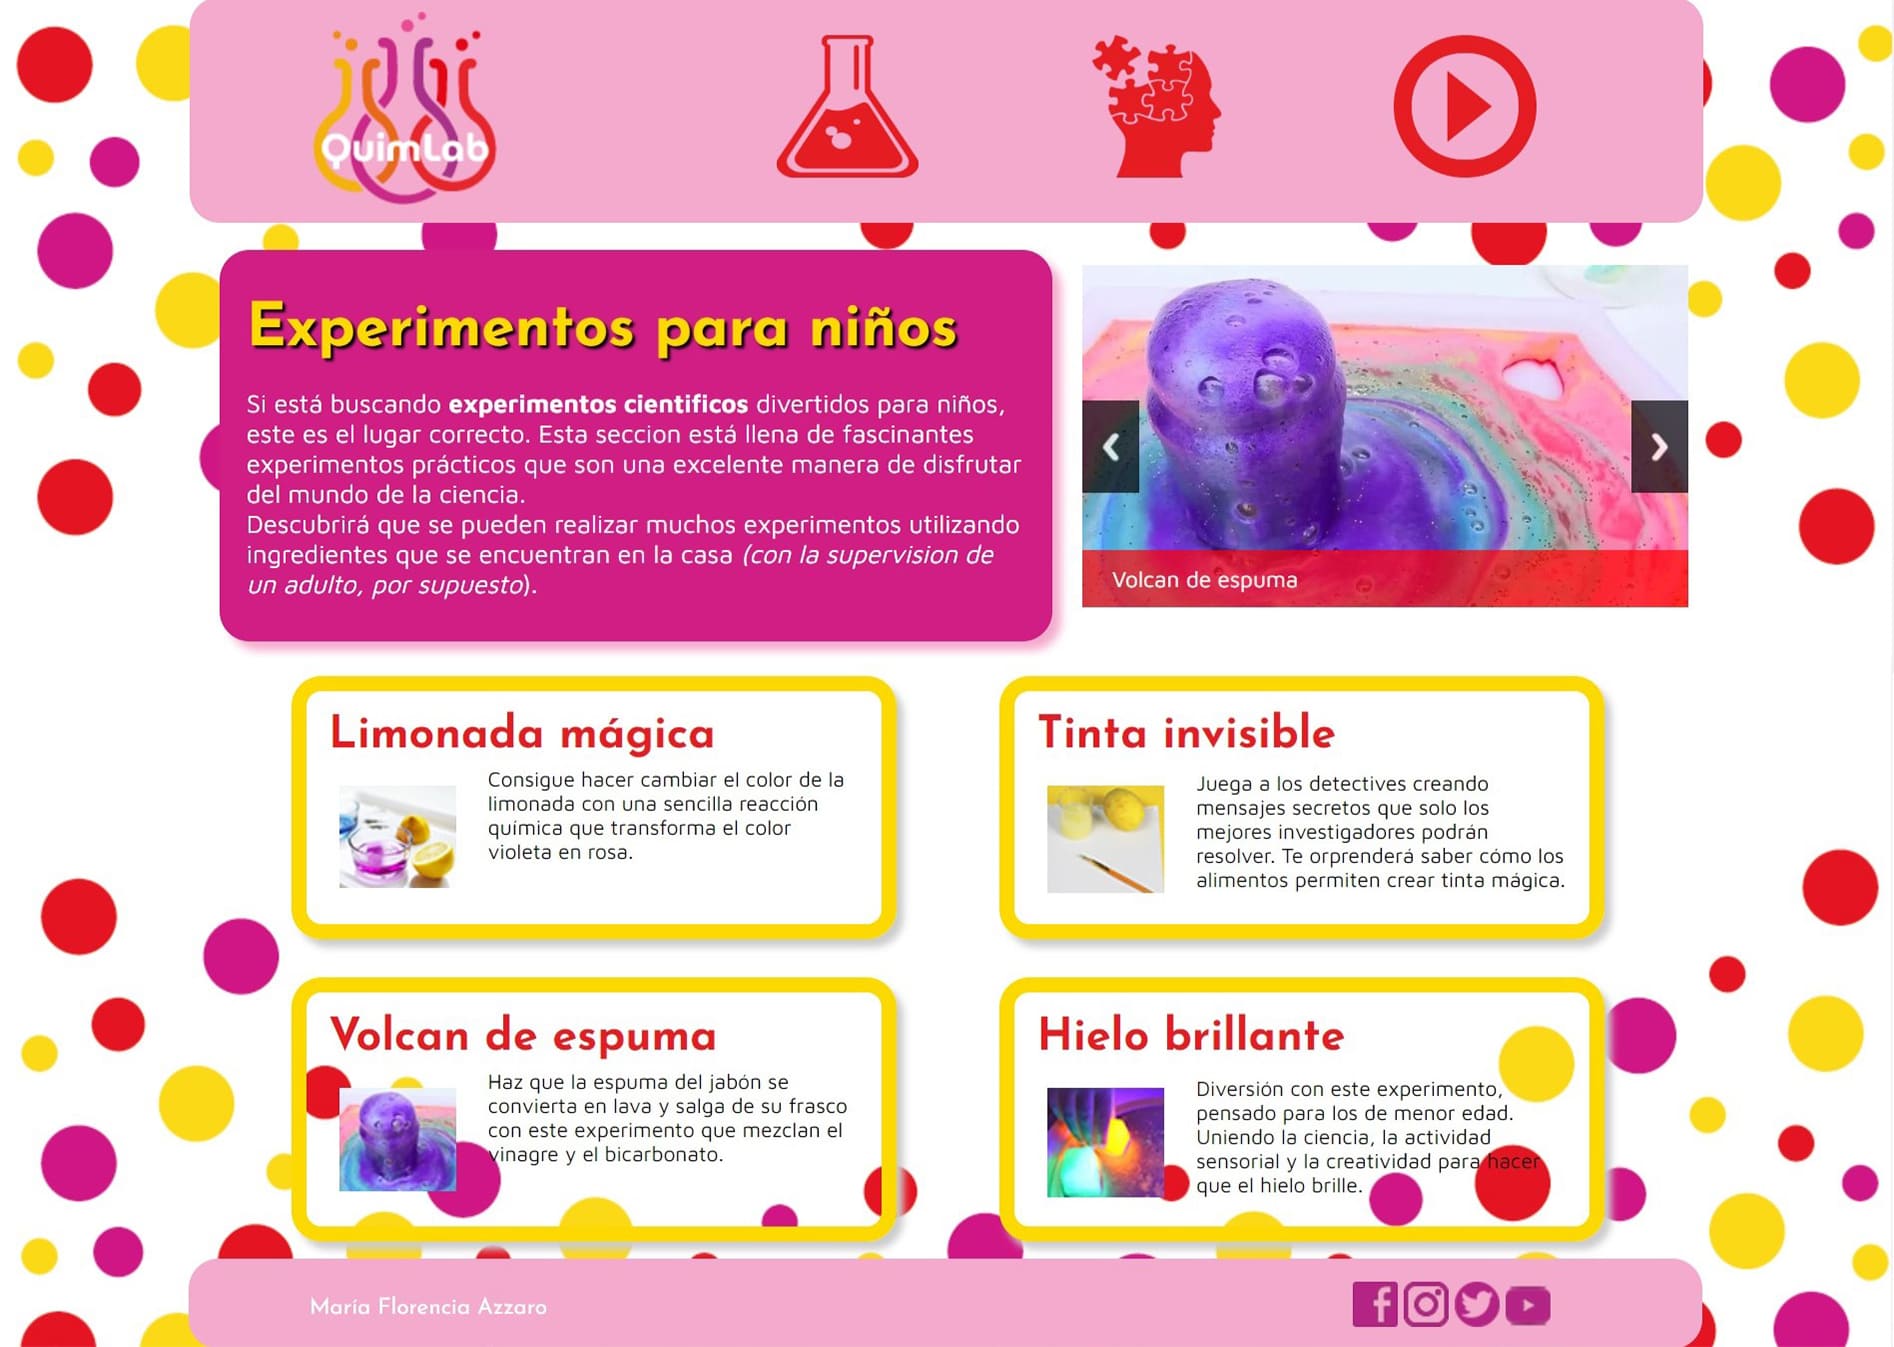 QuimLab
Experimentos para niños
Si está buscando experimentos cientificos divertidos para niños,
este es el lugar correcto. Esta seccion está llena de fascinantes
experimentos prácticos que son una excelente manera de disfrutar
del mundo de la ciencia.
Descubrirá que se pueden realizar muchos experimentos utilizando
ingredientes que se encuentran en la casa (con la supervision de
un adulto, por supuesto).
Volcan de espuma
Limonada mágica
Consigue hacer cambiar el color de la
limonada con una sencilla reacción
química que transforma el color
violeta en rosa.
Tinta invisible
Juega a los detectives creando
mensajes secretos que solo los
mejores investigadores podrán
resolver. Te orprenderá saber cómo los
alimentos permiten crear tinta mágica.
Volcan de espuma
Haz que la espuma del jabón se
convierta en lava y salga de su frasco
con este experimento que mezclan el
vinagre y el bicarbonato.
Hielo brillante
Diversión con este experimento,
pensado para los de menor edad.
Uniendo la ciencia, la actividad
sensorial y la creatividad para hacer
que el hielo brille.
María Florencia Azzaro